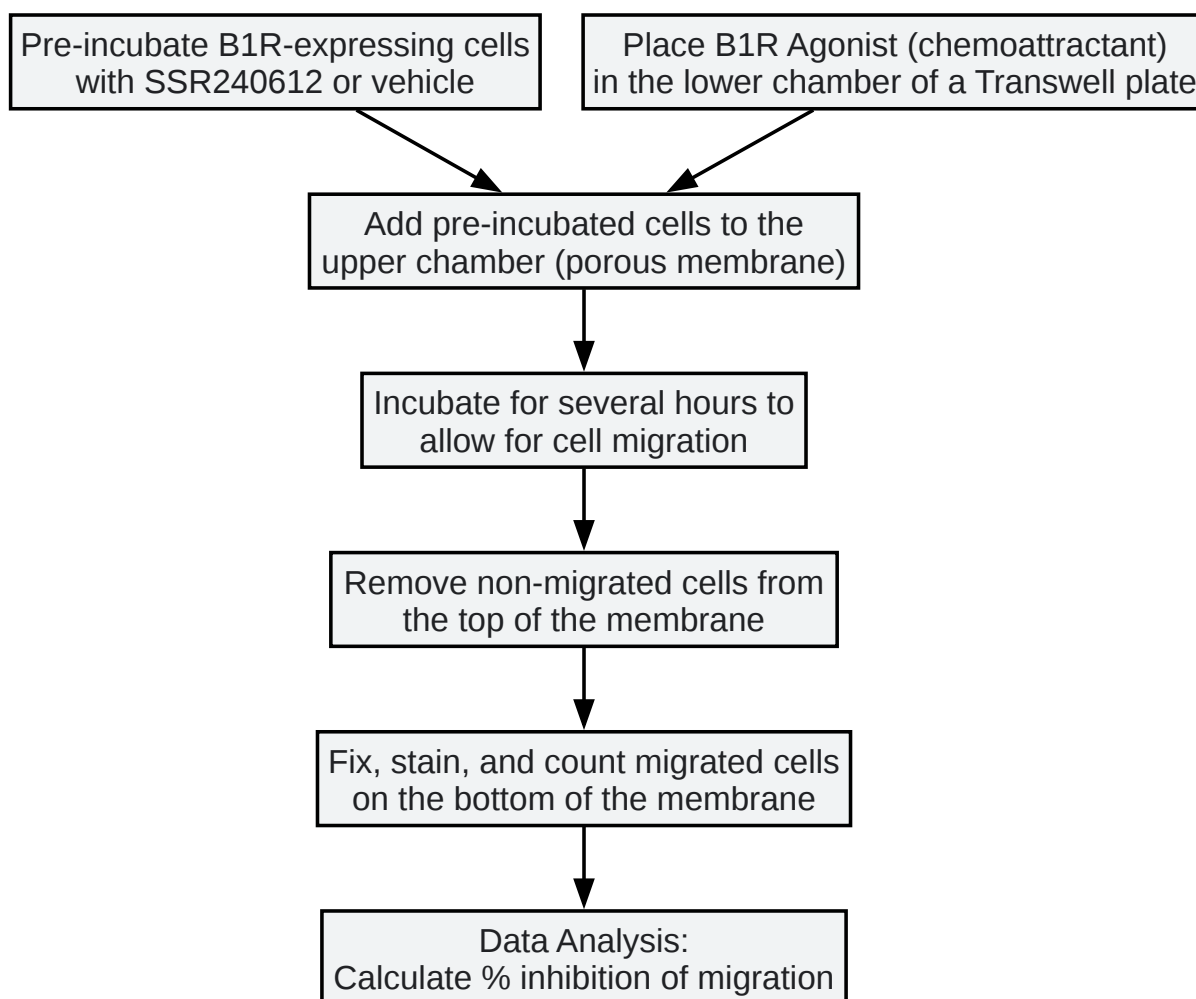 Pre-incubate B1R-expressing cells
with SSR240612 or vehicle
Place B1R Agonist (chemoattractant)
in the lower chamber of a Transwell plate
Add pre-incubated cells to the
upper chamber (porous membrane)
Incubate for several hours to
allow for cell migration
Remove non-migrated cells from
the top of the membrane
Fix, stain, and count migrated cells
on the bottom of the membrane
Data Analysis:
Calculate % inhibition of migration